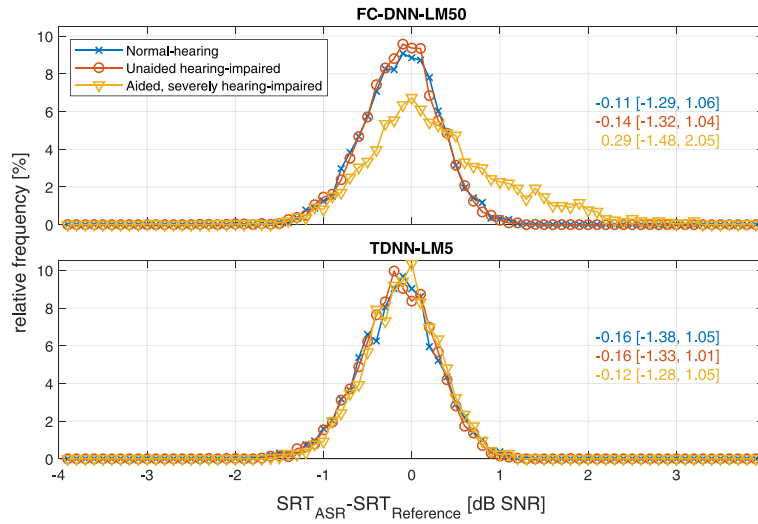 FC-DNN-LM50
10
8
6
4
2
0
Normal-hearing
Unaided hearing-impaired
Aided, severely hearing-impaired
-0.11 [-1.29, 1.06]
-0.14 [-1.32, 1.04]
0.29 [-1.48, 2.05]
relative frequency [%]
TDNN-LM5
10
8
6
4
2
0
-0.16 [-1.38, 1.05]
-0.16 [-1.33, 1.01]
-0.12 [-1.28, 1.05]
-4 -3 -2 -1 0 1 2 3
SRT_ASR-SRT_Reference [dB SNR]